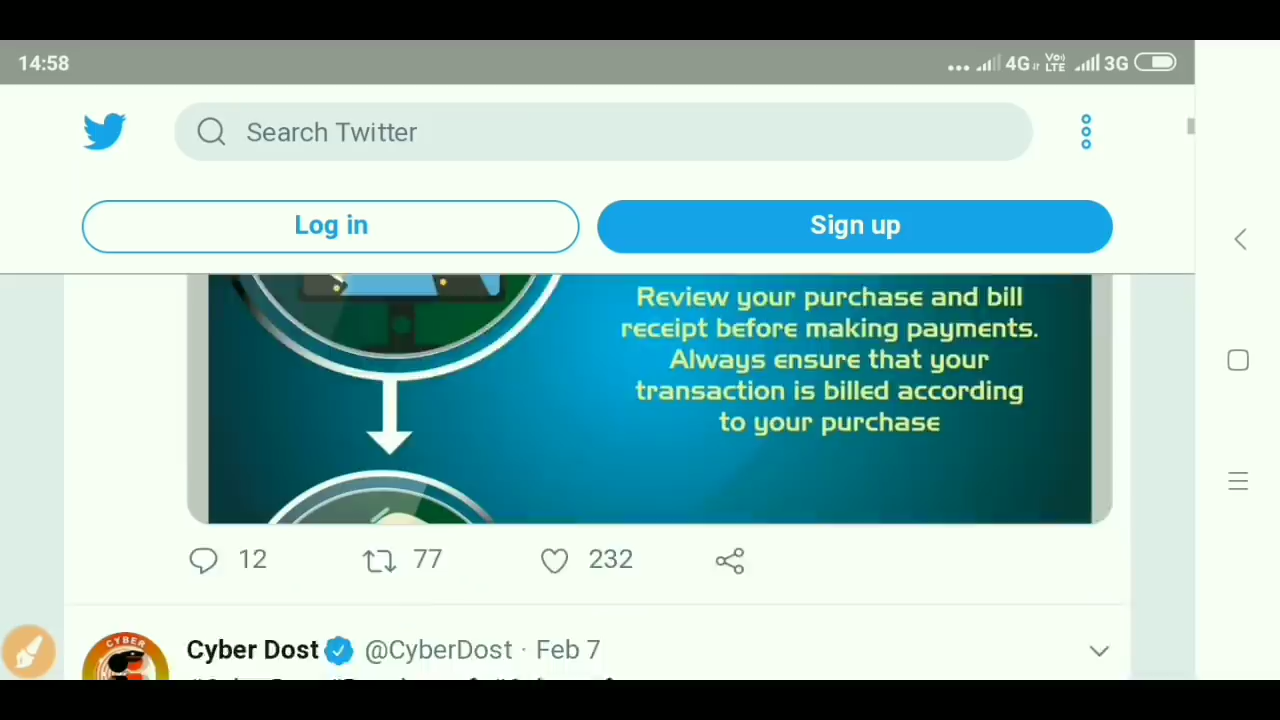 14:58
4G VoLTE 3G
Search Twitter
Log in
Sign up
Review your purchase and bill
receipt before making payments.
Always ensure that your
transaction is billed according
to your purchase
12 77 232
Cyber Dost @CyberDost · Feb 7
CYBER